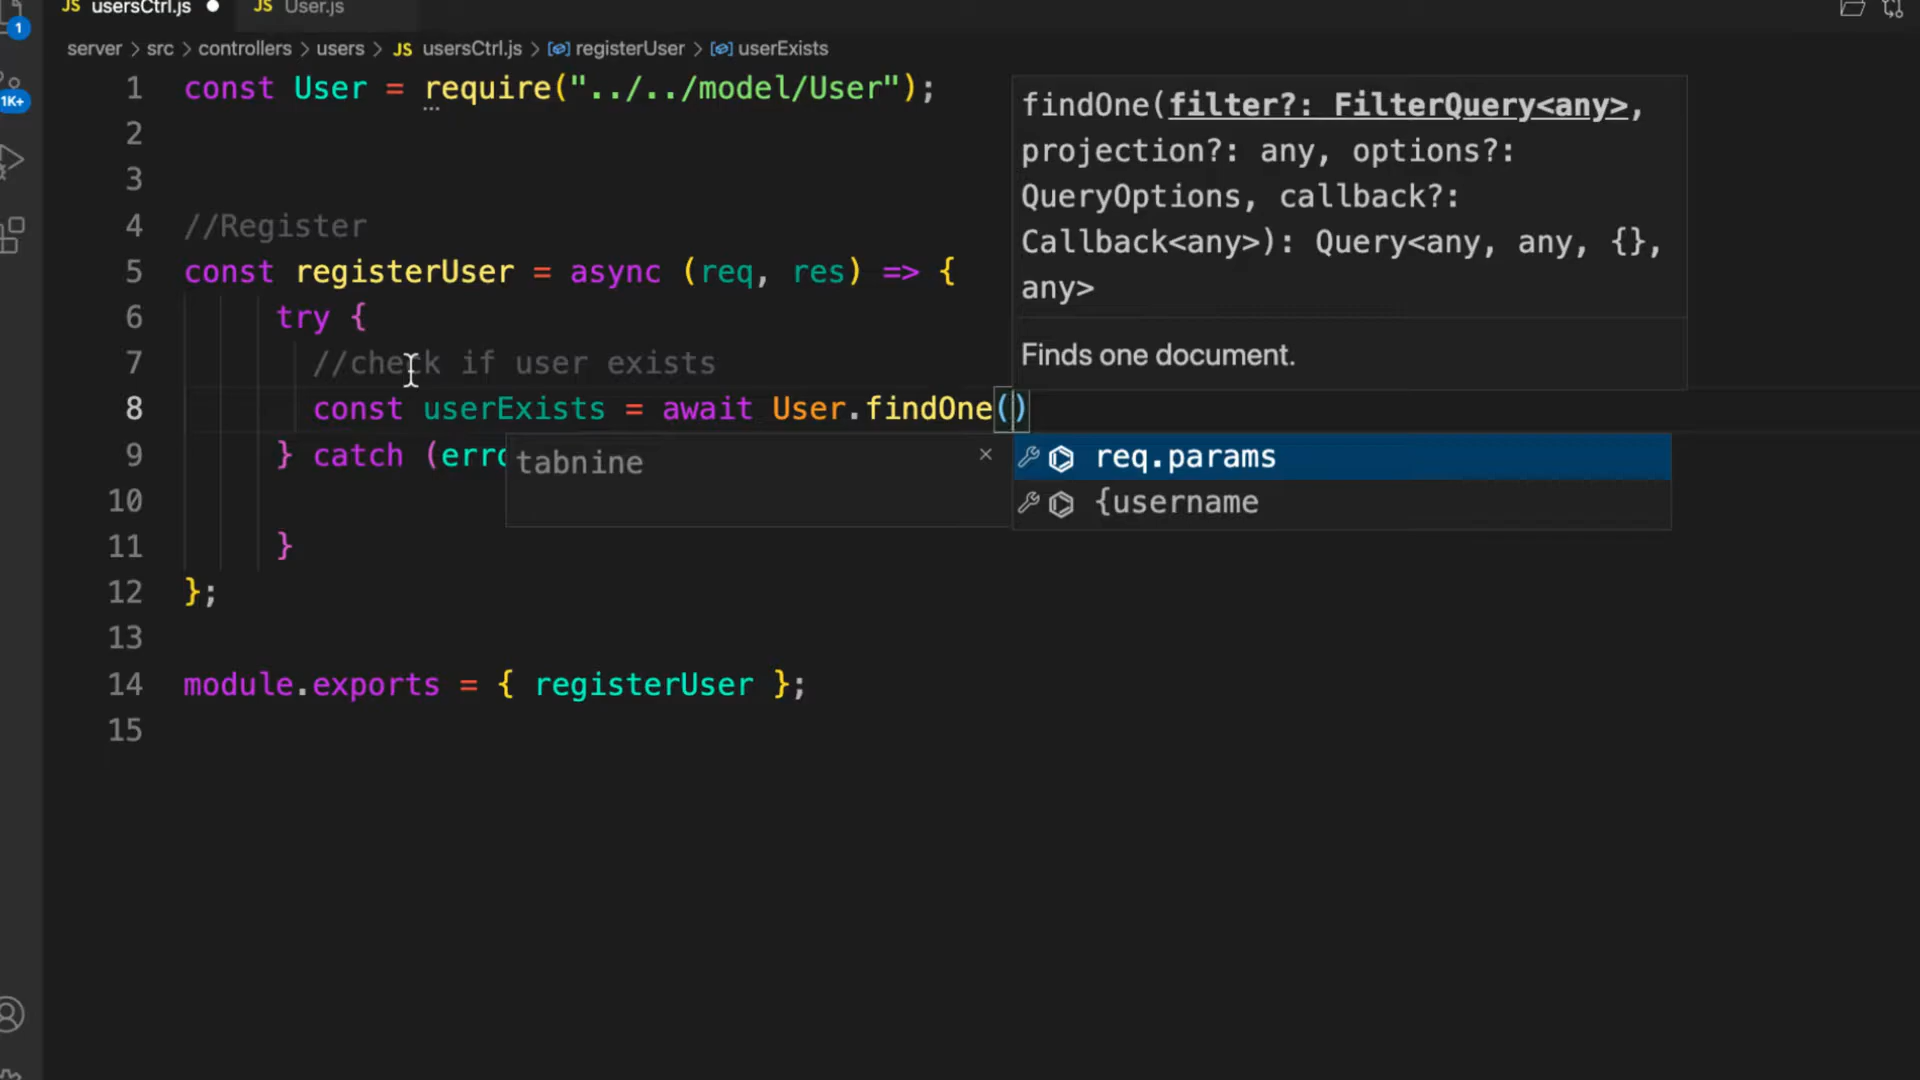 JS usersCtrl.js ● JS User.js
server > src > controllers > users > JS usersCtrl.js > registerUser > userExists
1
1K+
1 const User = require("../../model/User");
2
3
4 //Register
5 const registerUser = async (req, res) => {
6 try {
7 //check if user exists
8 const userExists = await User.findOne()
9 } catch (erro
10
11 }
12 };
13
14 module.exports = { registerUser };
15
findOne(filter?: FilterQuery<any>,
projection?: any, options?:
QueryOptions, callback?:
Callback<any>): Query<any, any, {},
any>
Finds one document.
tabnine ×
req.params
{username